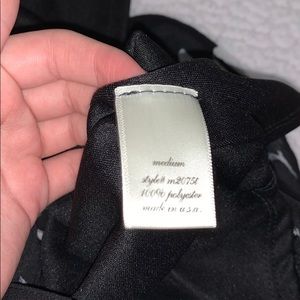 medium
style# m2075t
100% polyester
made in u.s.a.